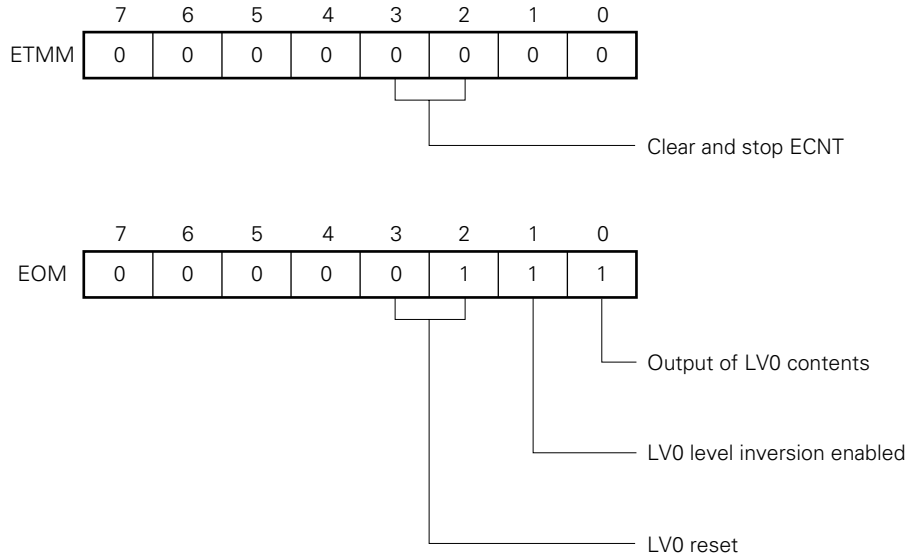 7 6 5 4 3 2 1 0
ETMM 0 0 0 0 0 0 0 0
Clear and stop ECNT
7 6 5 4 3 2 1 0
EOM 0 0 0 0 0 1 1 1
Output of LV0 contents
LV0 level inversion enabled
LV0 reset